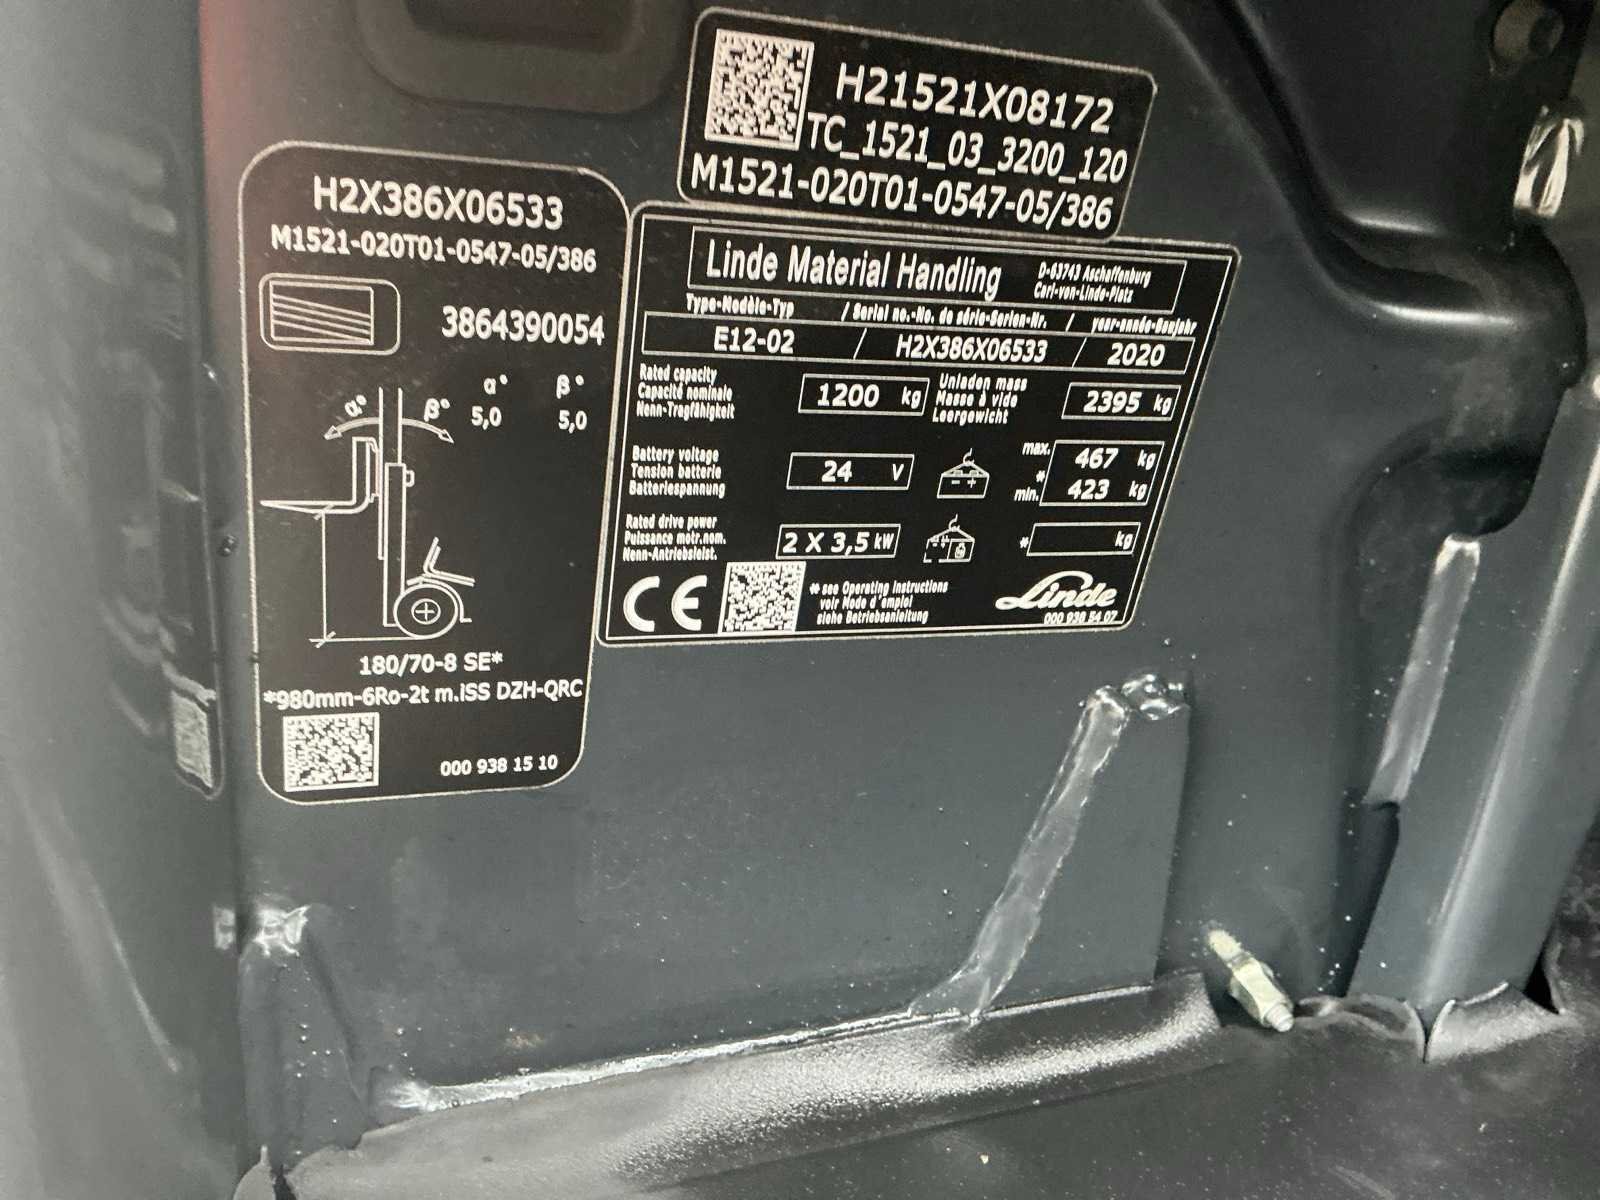 H21521X08172
TC_1521_03_3200_120
M1521-020T01-0547-05/386
H2X386X06533
M1521-020T01-0547-05/386
3864390054
α° β°
5,0 5,0
α° β°
180/70-8 SE*
*980mm-6Ro-2t m.ISS DZH-QRC
000 938 15 10
Linde Material Handling
D-63743 Aschaffenburg
Carl-von-Linde-Platz
Type-Modèle-Typ / Serial no.-No. de série-Serien-Nr. / year-année-Baujahr
E12-02 / H2X386X06533 / 2020
Rated capacity
Capacité nominale
Nenn-Tragfähigkeit
1200 kg
Unladen mass
Masse à vide
Leergewicht
2395 kg
Battery voltage
Tension batterie
Batteriespannung
24 V
- +
max. 467 kg
*
min. 423 kg
Rated drive power
Puissance motr.nom.
Nenn-Antriebsleist.
2 X 3,5 kW
* kg
CE
* see Operating instructions
voir Mode d'emploi
siehe Betriebsanleitung
Linde
000 938 54 07